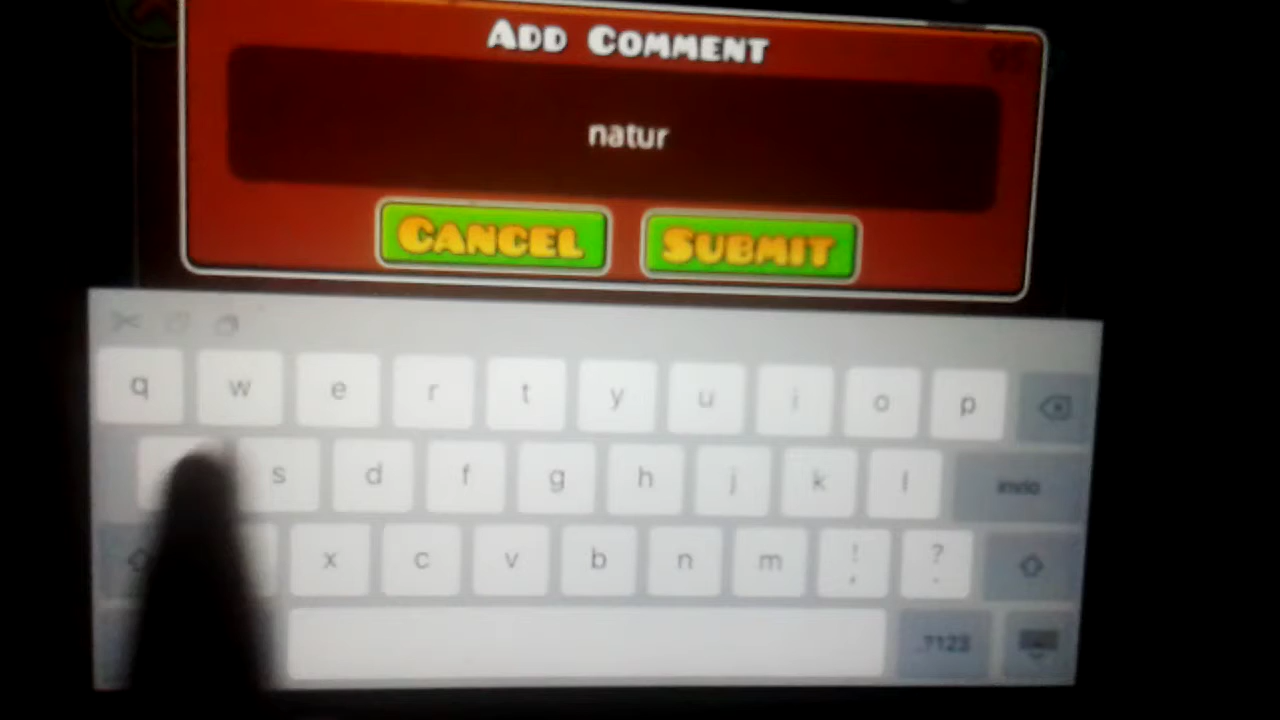 Add Comment
natur
Cancel Submit
q w e r t y u i o p
s d f g h j k l invio
x c v b n m ! , ? .
.?123